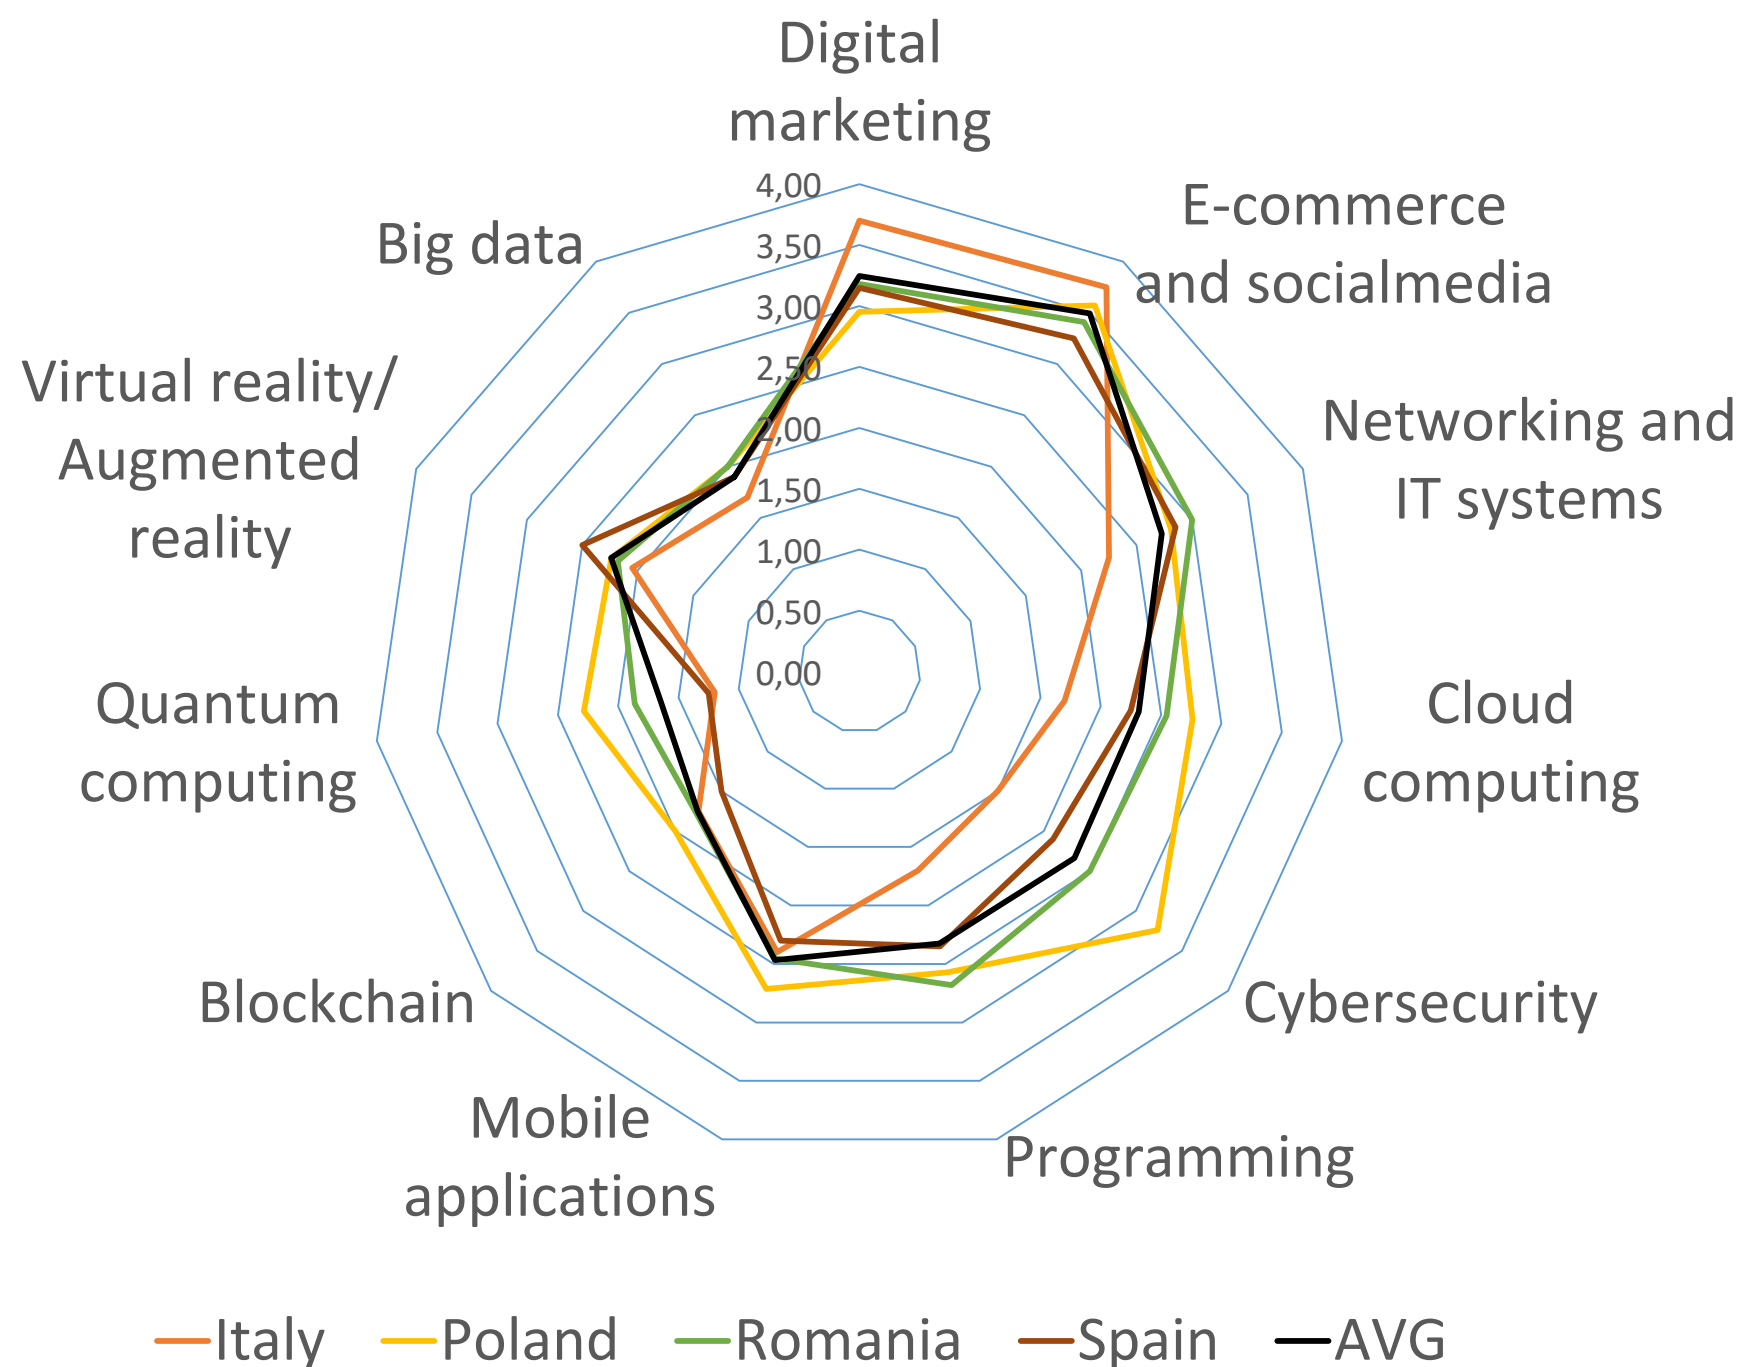 Digital
marketing
E-commerce
and socialmedia
Networking and
IT systems
Cloud
computing
Cybersecurity
Programming
Mobile
applications
Blockchain
Quantum
computing
Virtual reality/
Augmented
reality
Big data
4,00
3,50
3,00
2,50
2,00
1,50
1,00
0,50
0,00
Italy Poland Romania Spain AVG